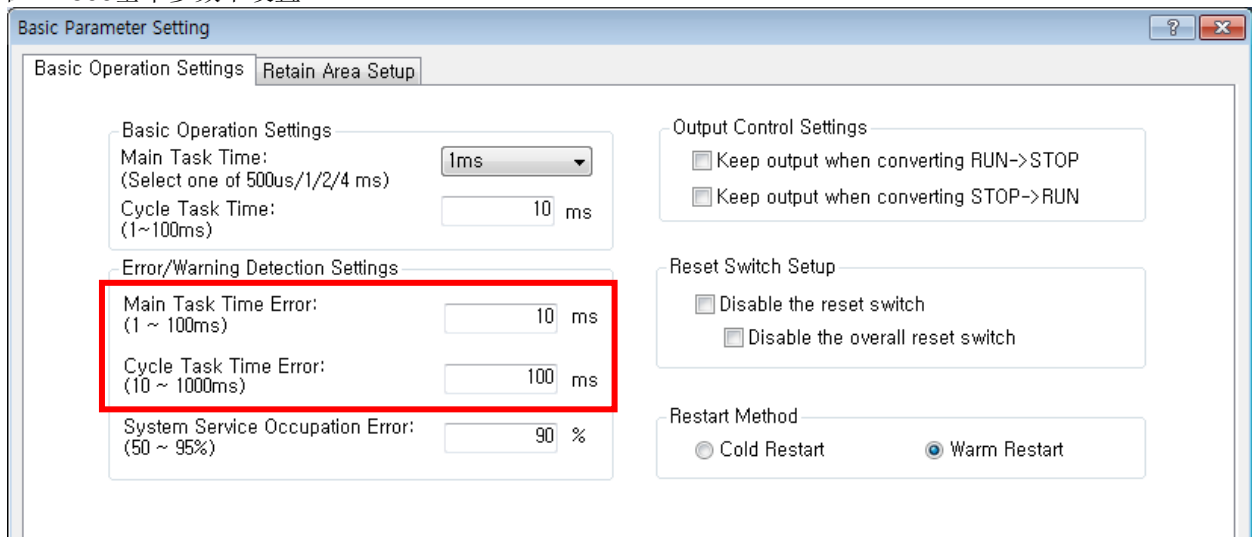 Basic Parameter Setting
Basic Operation Settings
Retain Area Setup
Basic Operation Settings
Main Task Time:
1ms
(Select one of 500us/1/2/4 ms)
Cycle Task Time:
10 ms
(1~100ms)
Error/Warning Detection Settings
Main Task Time Error:
10 ms
(1 ~ 100ms)
Cycle Task Time Error:
100 ms
(10 ~ 1000ms)
System Service Occupation Error:
90 %
(50 ~ 95%)
Output Control Settings
Keep output when converting RUN->STOP
Keep output when converting STOP->RUN
Reset Switch Setup
Disable the reset switch
Disable the overall reset switch
Restart Method
Cold Restart
Warm Restart